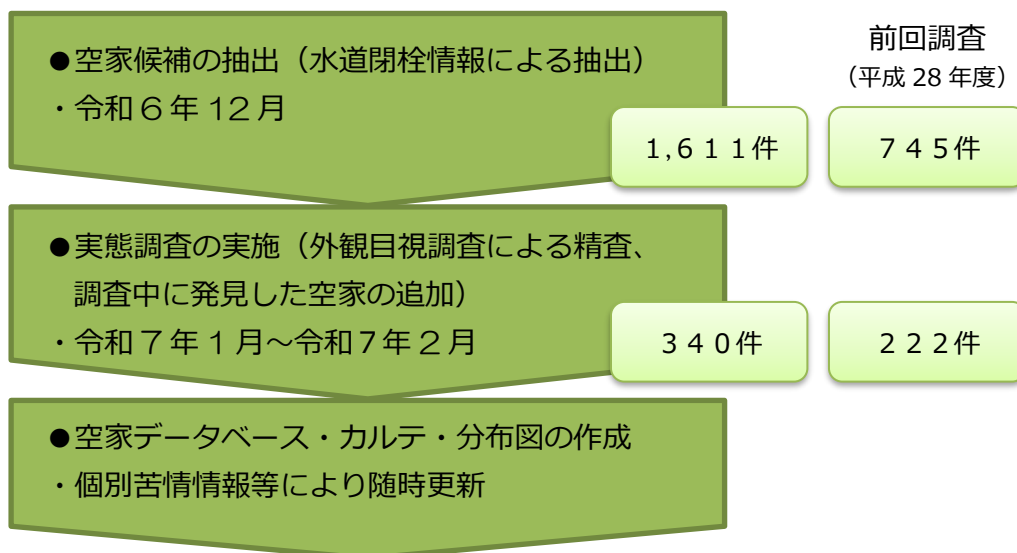 前回調査
（平成 28 年度）
●空家候補の抽出（水道閉栓情報による抽出）
・令和６年 12 月
1,６１１件
７４５件
●実態調査の実施（外観目視調査による精査、
調査中に発見した空家の追加）
・令和７年１月～令和７年２月
３４０件
２２２件
●空家データベース・カルテ・分布図の作成
・個別苦情情報等により随時更新